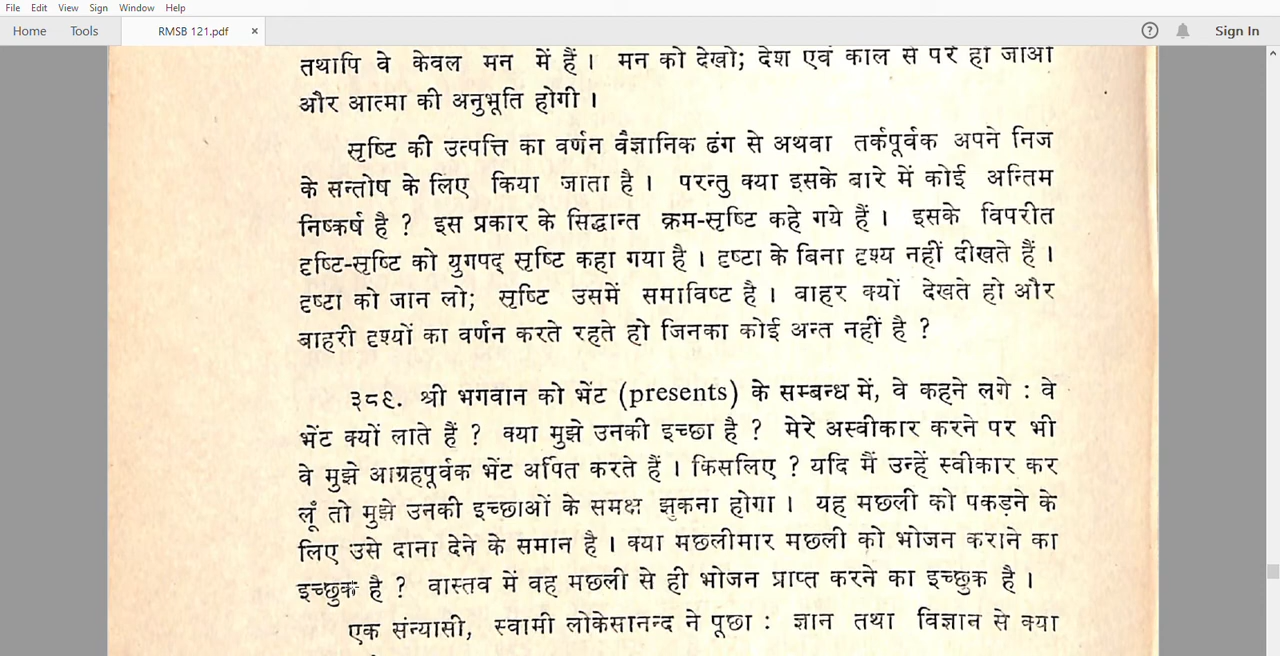 File Edit View Sign Window Help
Home Tools RMSB 121.pdf × ? Sign In
तथापि वे केवल मन में हैं । मन को देखो; देश एवं काल से परे हो जाओ
और आत्मा की अनुभूति होगी ।
सृष्टि की उत्पत्ति का वर्णन वैज्ञानिक ढंग से अथवा तर्कपूर्वक अपने निज
के सन्तोष के लिए किया जाता है । परन्तु क्या इसके बारे में कोई अन्तिम
निष्कर्ष है ? इस प्रकार के सिद्धान्त क्रम-सृष्टि कहे गये हैं । इसके विपरीत
दृष्टि-सृष्टि को युगपद् सृष्टि कहा गया है । दृष्टा के बिना दृश्य नहीं दीखते हैं ।
दृष्टा को जान लो; सृष्टि उसमें समाविष्ट है । वाहर क्यों देखते हो और
बाहरी दृश्यों का वर्णन करते रहते हो जिनका कोई अन्त नहीं है ?
३८९. श्री भगवान को भेंट (presents) के सम्बन्ध में, वे कहने लगे : वे
भेंट क्यों लाते हैं ? क्या मुझे उनकी इच्छा है ? मेरे अस्वीकार करने पर भी
वे मुझे आग्रहपूर्वक भेंट अर्पित करते हैं । किसलिए ? यदि मैं उन्हें स्वीकार कर
लूँ तो मुझे उनकी इच्छाओं के समक्ष झुकना होगा । यह मछली को पकड़ने के
लिए उसे दाना देने के समान है । क्या मछलीमार मछली को भोजन कराने का
इच्छुक है ? वास्तव में वह मछली से ही भोजन प्राप्त करने का इच्छुक है ।
एक संन्यासी, स्वामी लोकेसानन्द ने पूछा : ज्ञान तथा विज्ञान से क्या